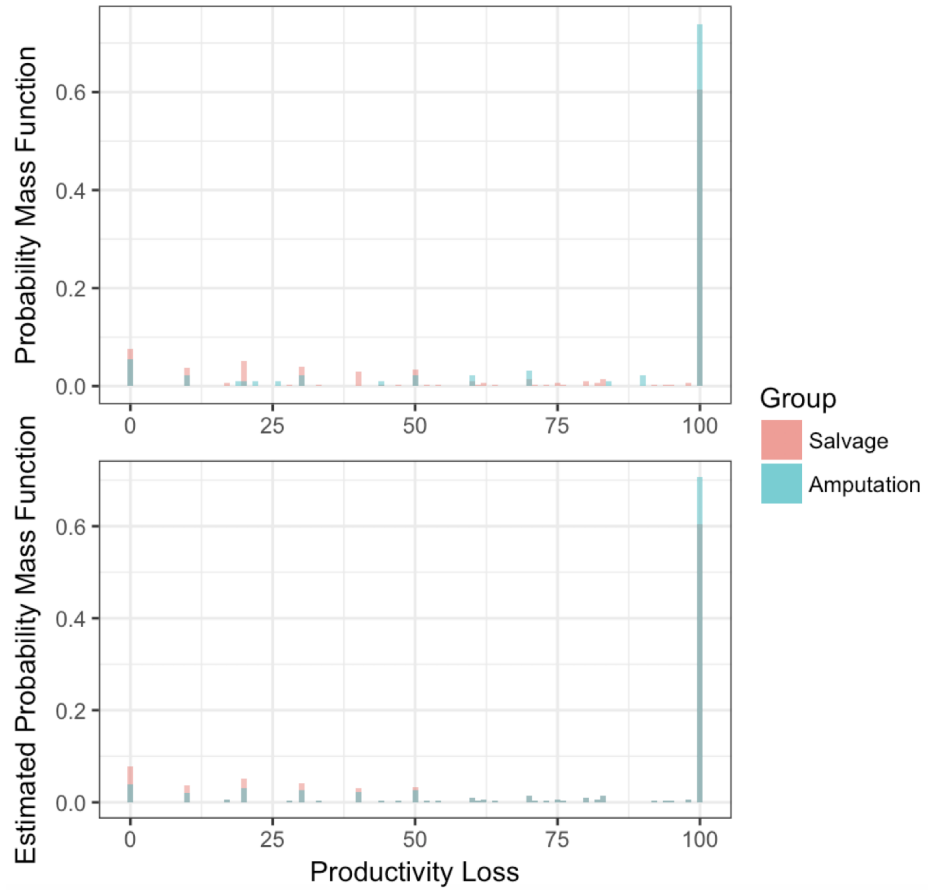 Probability Mass Function
0.6
0.4
0.2
0.0
0 25 50 75 100
Estimated Probability Mass Function
0.6
0.4
0.2
0.0
0 25 50 75 100
Productivity Loss
Group
Salvage
Amputation